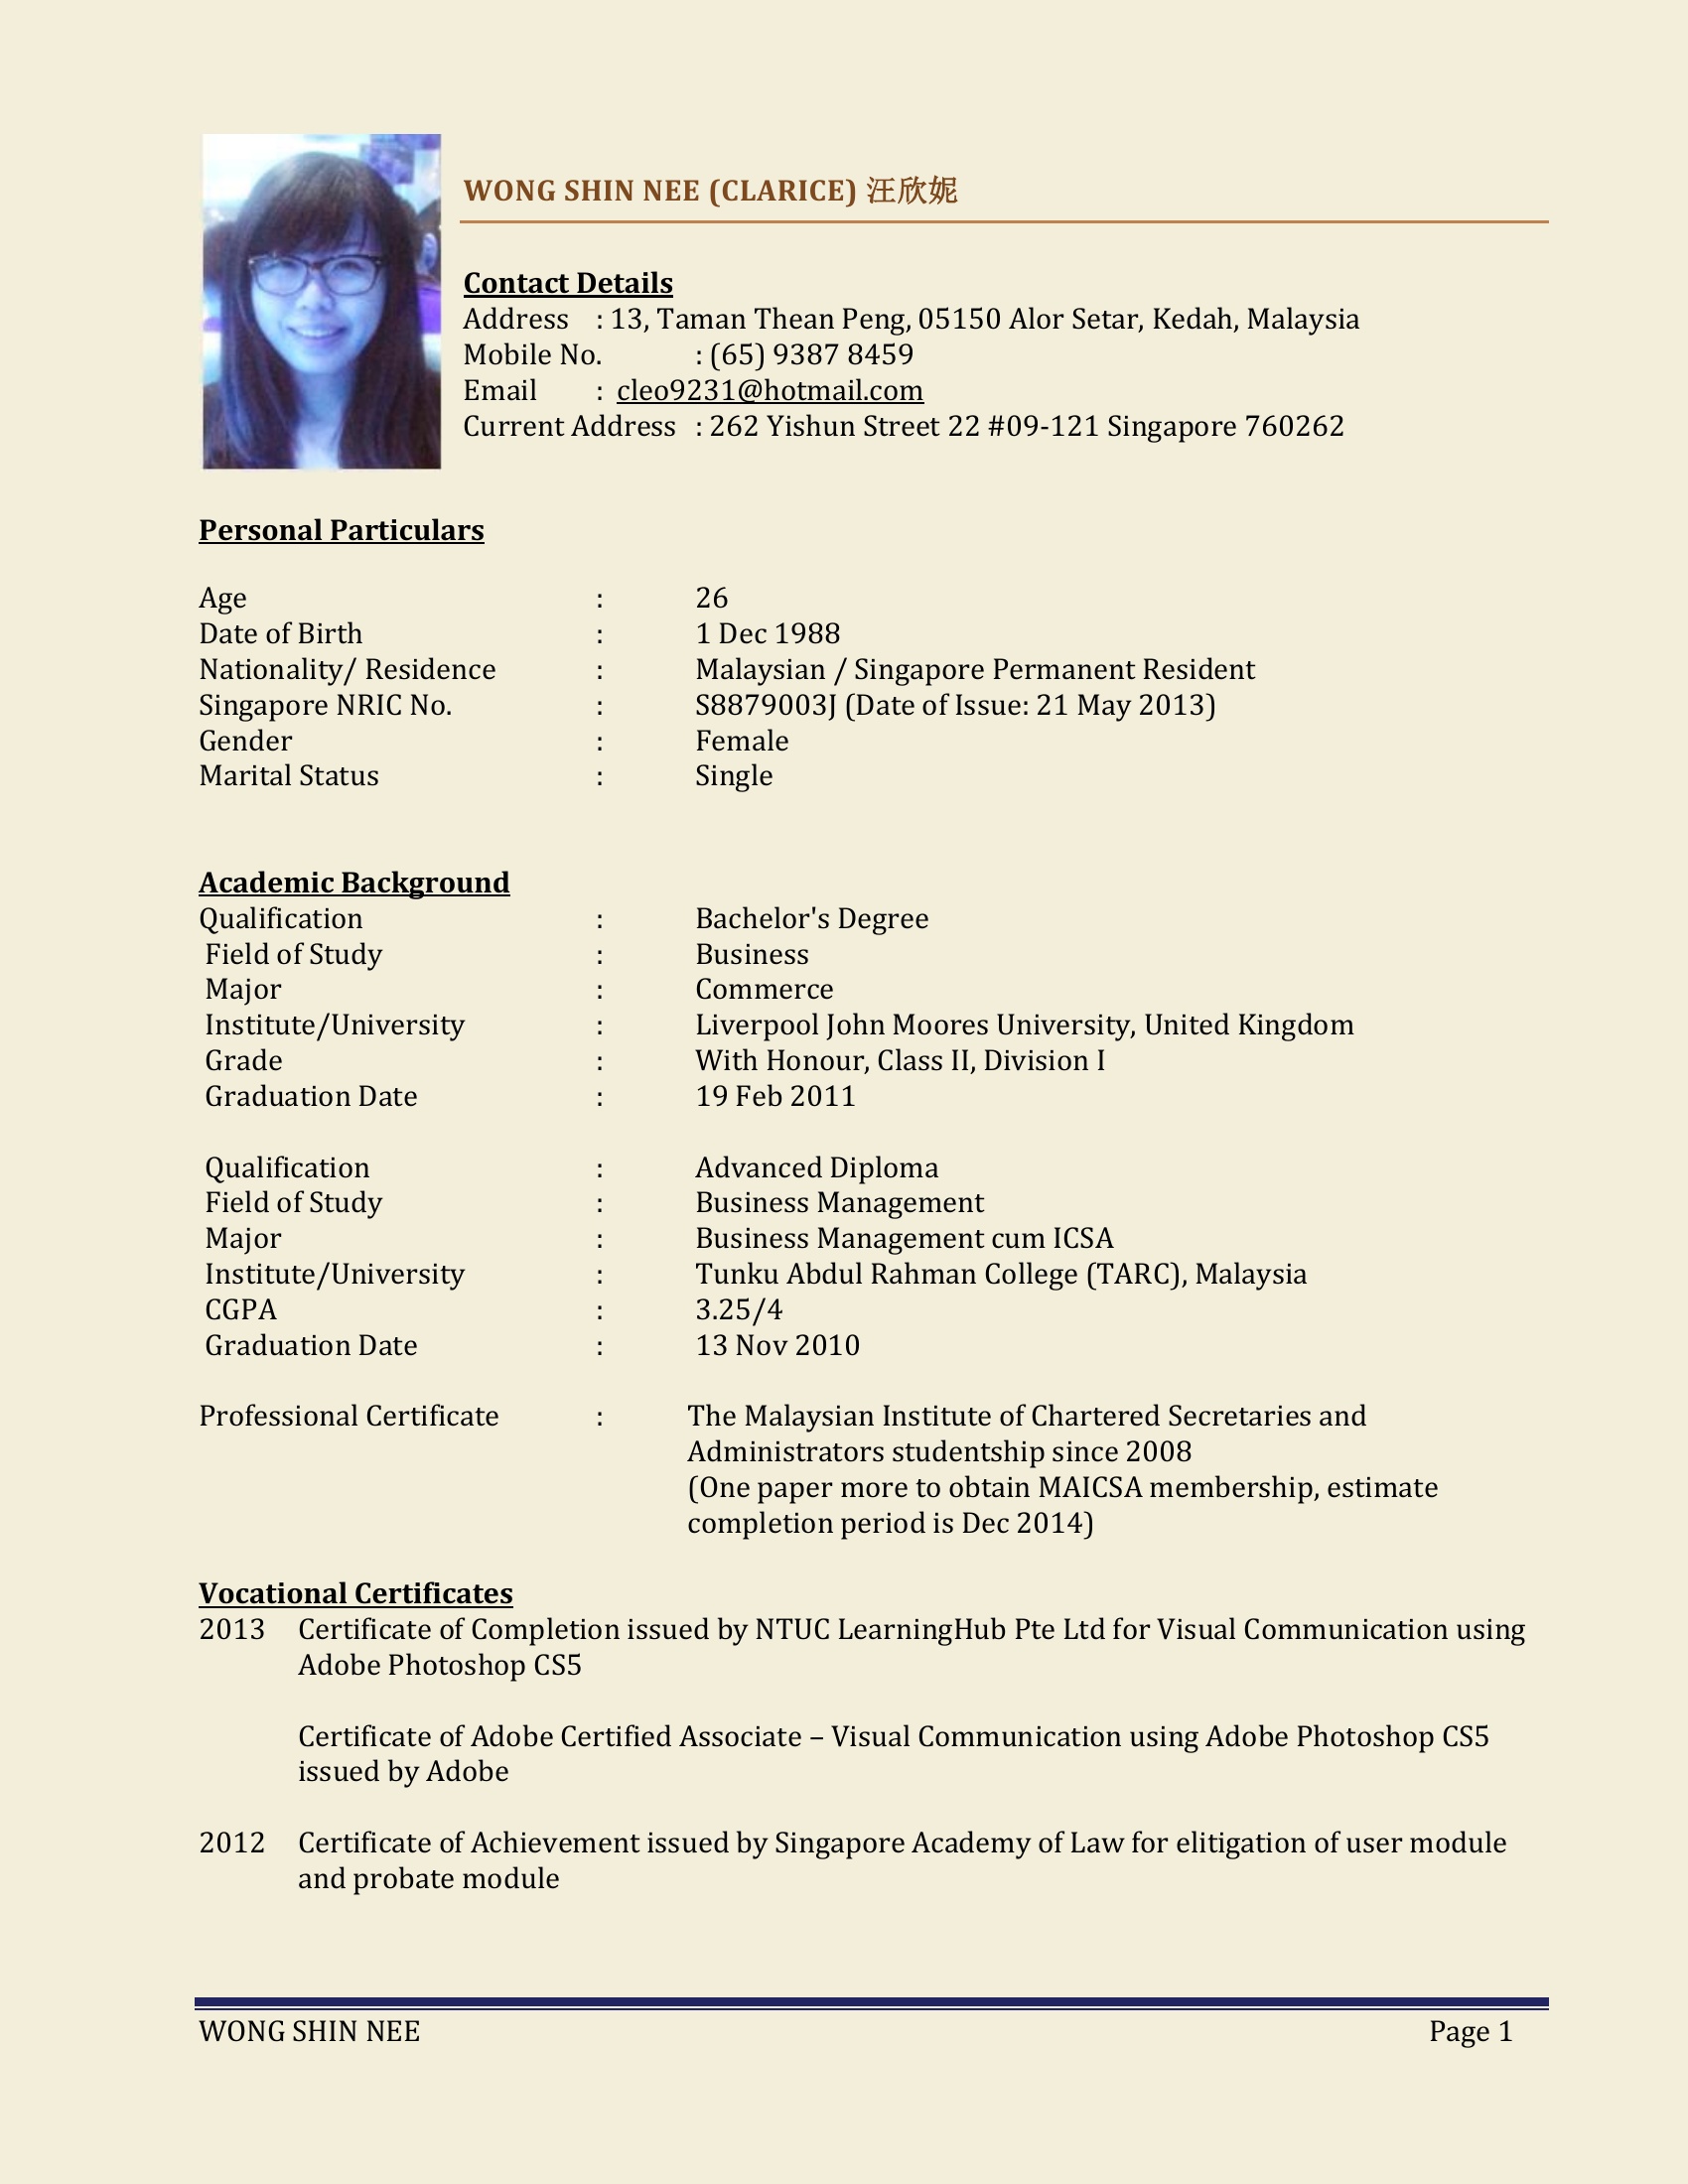 WONG SHIN NEE (CLARICE) 汪欣妮
Contact Details
Address : 13, Taman Thean Peng, 05150 Alor Setar, Kedah, Malaysia
Mobile No. : (65) 9387 8459
Email : cleo9231@hotmail.com
Current Address : 262 Yishun Street 22 #09-121 Singapore 760262
Personal Particulars
Age : 26
Date of Birth : 1 Dec 1988
Nationality/ Residence : Malaysian / Singapore Permanent Resident
Singapore NRIC No. : S8879003J (Date of Issue: 21 May 2013)
Gender : Female
Marital Status : Single
Academic Background
Qualification : Bachelor's Degree
Field of Study : Business
Major : Commerce
Institute/University : Liverpool John Moores University, United Kingdom
Grade : With Honour, Class II, Division I
Graduation Date : 19 Feb 2011
Qualification : Advanced Diploma
Field of Study : Business Management
Major : Business Management cum ICSA
Institute/University : Tunku Abdul Rahman College (TARC), Malaysia
CGPA : 3.25/4
Graduation Date : 13 Nov 2010
Professional Certificate : The Malaysian Institute of Chartered Secretaries and
Administrators studentship since 2008
(One paper more to obtain MAICSA membership, estimate
completion period is Dec 2014)
Vocational Certificates
2013 Certificate of Completion issued by NTUC LearningHub Pte Ltd for Visual Communication using
Adobe Photoshop CS5
Certificate of Adobe Certified Associate – Visual Communication using Adobe Photoshop CS5
issued by Adobe
2012 Certificate of Achievement issued by Singapore Academy of Law for elitigation of user module
and probate module
WONG SHIN NEE Page 1